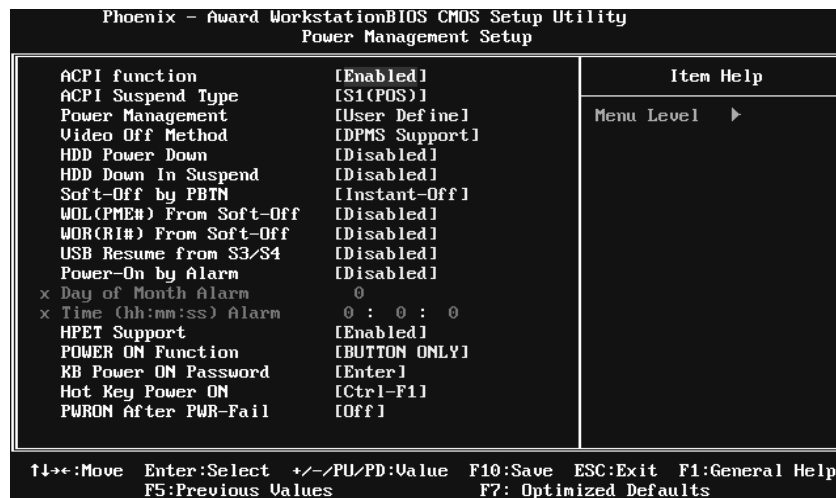 Phoenix - Award WorkstationBIOS CMOS Setup Utility
Power Management Setup
ACPI function [Enabled]
ACPI Suspend Type [S1(POS)]
Power Management [User Define]
Video Off Method [DPMS Support]
HDD Power Down [Disabled]
HDD Down In Suspend [Disabled]
Soft-Off by PBTN [Instant-Off]
WOL(PME#) From Soft-Off [Disabled]
WOR(RI#) From Soft-Off [Disabled]
USB Resume from S3/S4 [Disabled]
Power-On by Alarm [Disabled]
x Day of Month Alarm 0
x Time (hh:mm:ss) Alarm 0 : 0 : 0
HPET Support [Enabled]
POWER ON Function [BUTTON ONLY]
KB Power ON Password [Enter]
Hot Key Power ON [Ctrl-F1]
PWRON After PWR-Fail [Off]
Item Help
Menu Level ▶
↑↓→←:Move Enter:Select +/-/PU/PD:Value F10:Save ESC:Exit F1:General Help
F5:Previous Values F7: Optimized Defaults